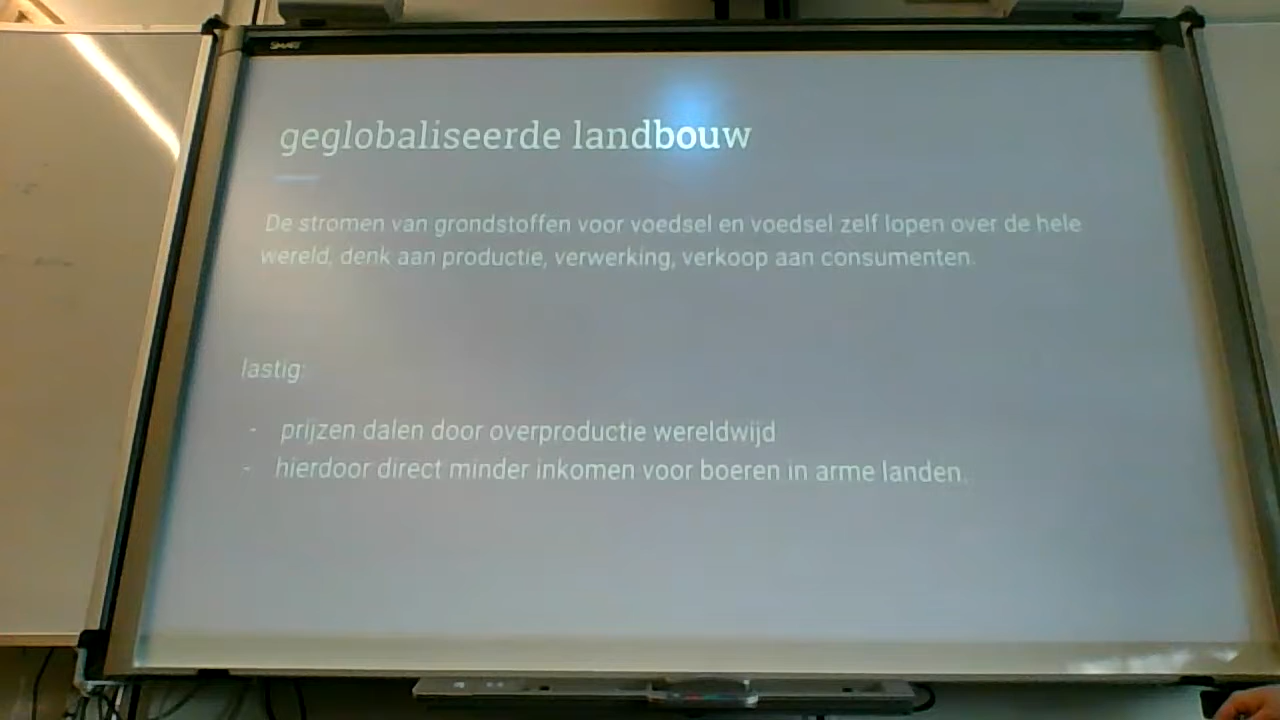 SMART
geglobaliseerde landbouw
De stromen van grondstoffen voor voedsel en voedsel zelf lopen over de hele
wereld, denk aan productie, verwerking, verkoop aan consumenten.
lastig:
- prijzen dalen door overproductie wereldwijd
- hierdoor direct minder inkomen voor boeren in arme landen.